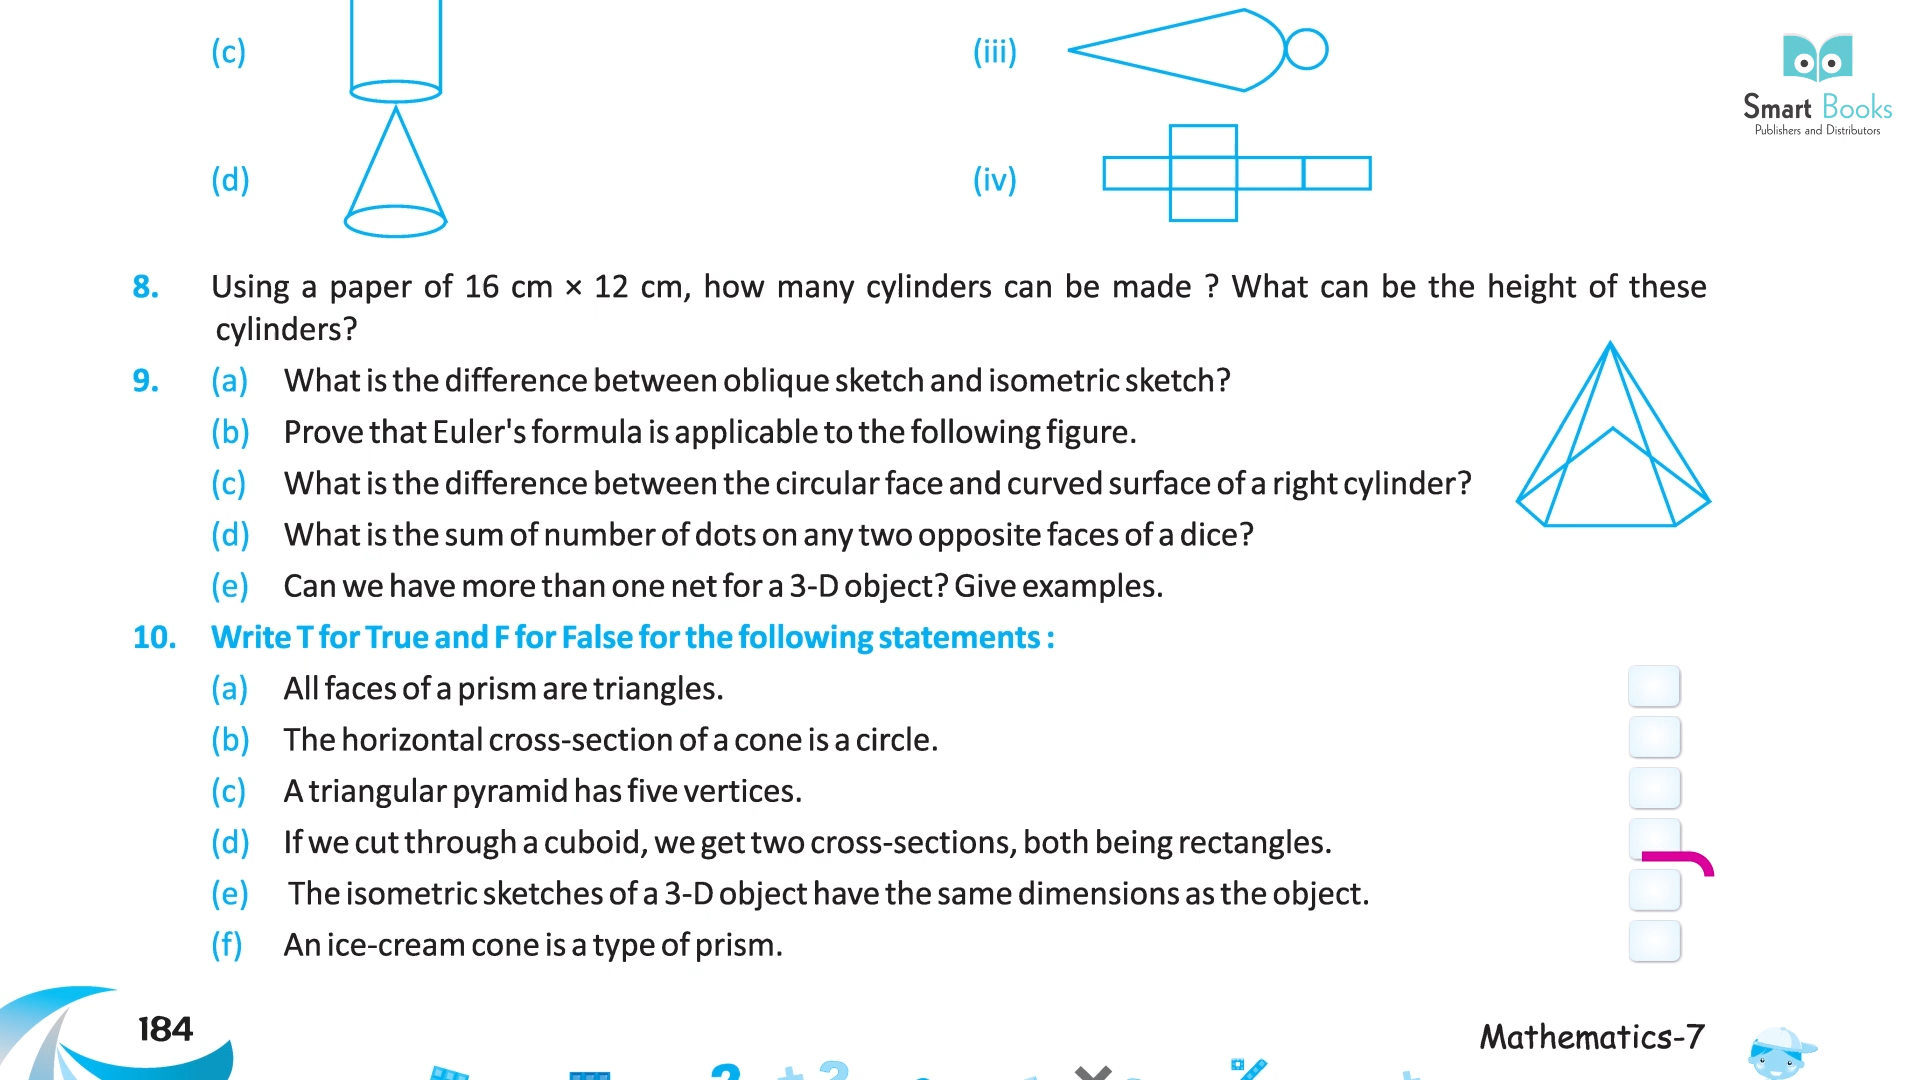 (c)
(iii)
Smart Books
Publishers and Distributors
(d)
(iv)
8. Using a paper of 16 cm × 12 cm, how many cylinders can be made ? What can be the height of these
cylinders?
9. (a) What is the difference between oblique sketch and isometric sketch?
(b) Prove that Euler's formula is applicable to the following figure.
(c) What is the difference between the circular face and curved surface of a right cylinder?
(d) What is the sum of number of dots on any two opposite faces of a dice?
(e) Can we have more than one net for a 3-D object? Give examples.
10. Write T for True and F for False for the following statements :
(a) All faces of a prism are triangles.
(b) The horizontal cross-section of a cone is a circle.
(c) A triangular pyramid has five vertices.
(d) If we cut through a cuboid, we get two cross-sections, both being rectangles.
(e) The isometric sketches of a 3-D object have the same dimensions as the object.
(f) An ice-cream cone is a type of prism.
184
Mathematics-7